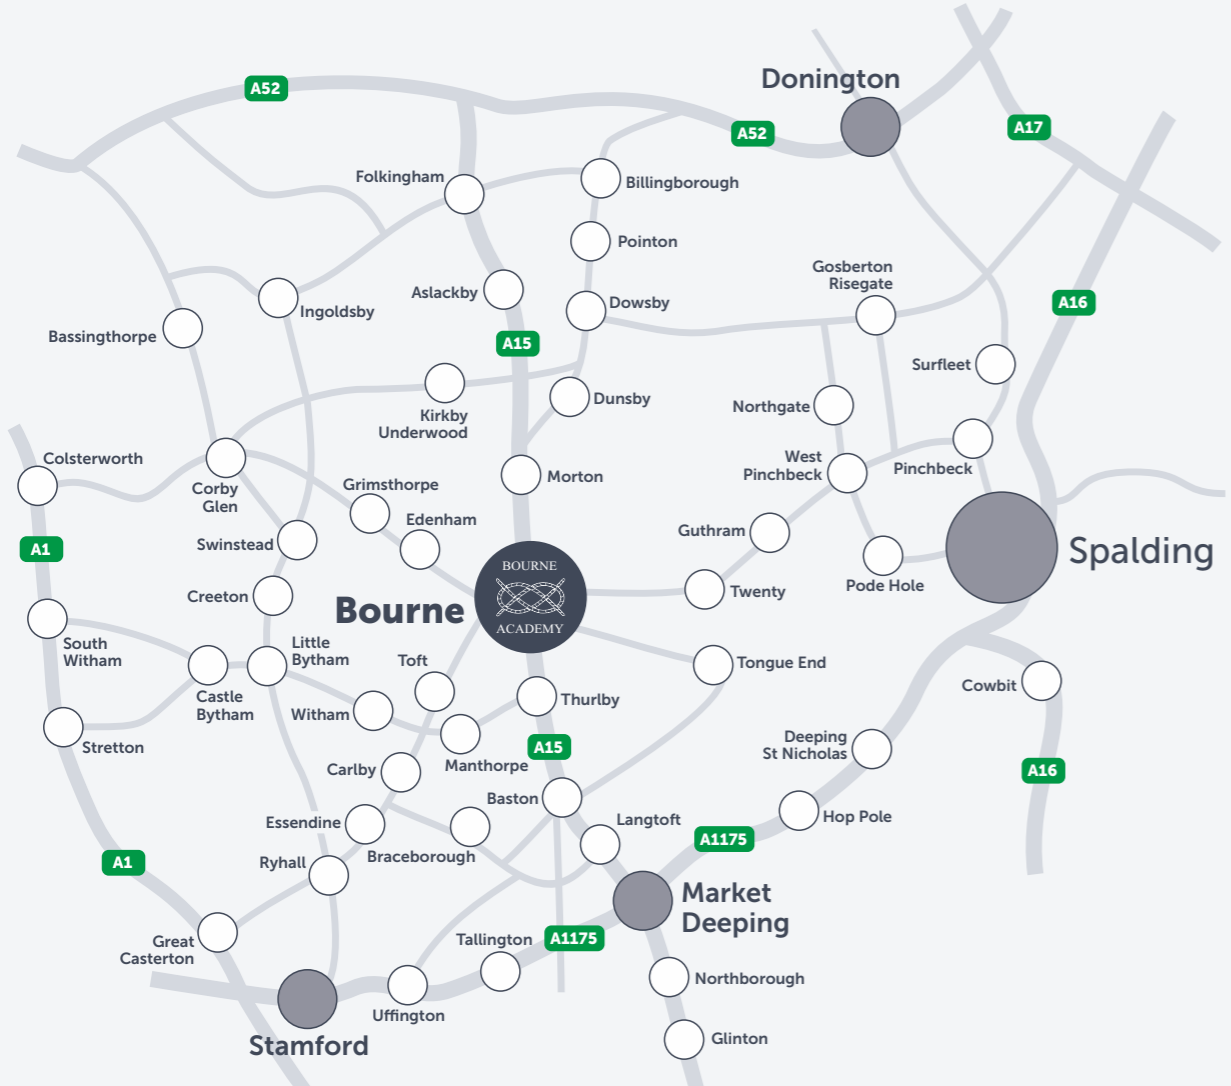 Donington
A52
A17
A52
Folkingham
Billingborough
Pointon
Gosberton
Risegate
Aslackby
Dowsby
A16
Ingoldsby
Bassingthorpe
A15
Surfleet
Dunsby
Northgate
Kirkby
Underwood
Colsterworth
West
Pinchbeck
Pinchbeck
Corby
Glen
Grimsthorpe
Morton
Edenham
Guthram
Swinstead
A1
Spalding
BOURNE
ACADEMY
Bourne
Pode Hole
Twenty
Creeton
South
Witham
Little
Bytham
Toft
Tongue End
Cowbit
Castle
Bytham
Witham
Thurlby
Stretton
A15
Deeping
St Nicholas
Manthorpe
Carlby
A16
Baston
Hop Pole
Essendine
Langtoft
A1175
Braceborough
Ryhall
A1
Market
Deeping
Great
Casterton
Tallington
A1175
Northborough
Uffington
Stamford
Glinton